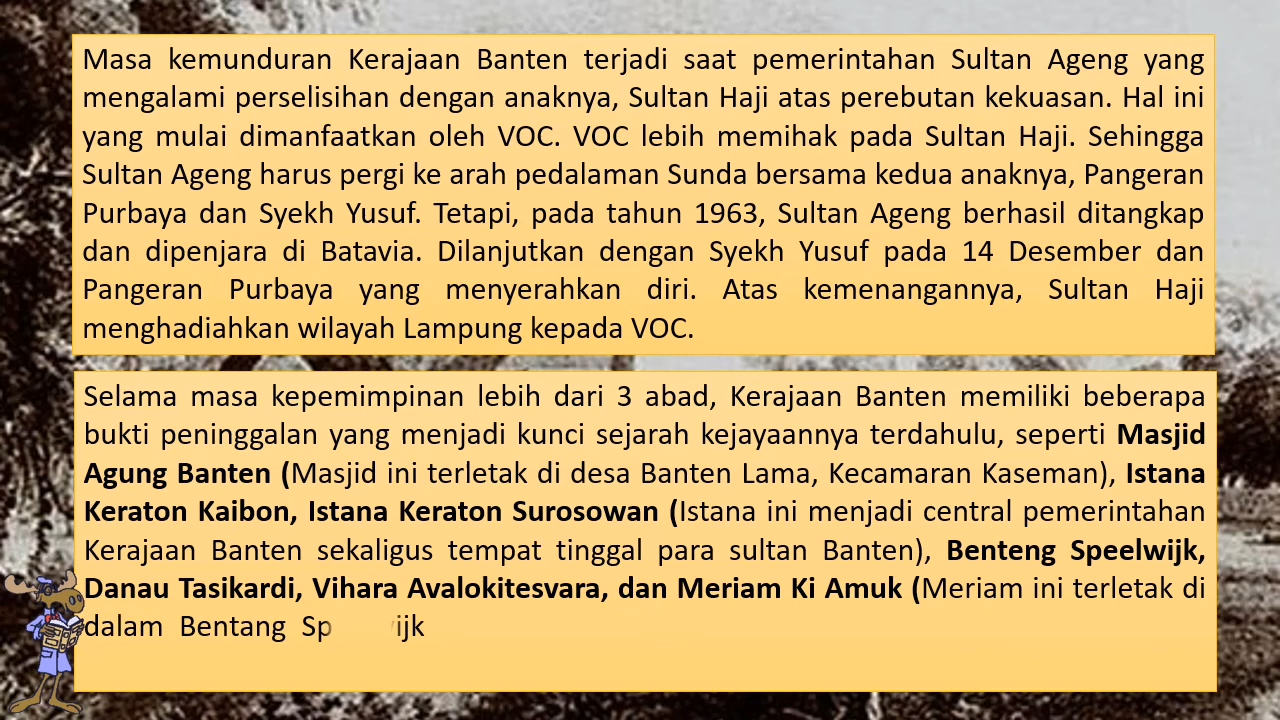 Masa kemunduran Kerajaan Banten terjadi saat pemerintahan Sultan Ageng yang
mengalami perselisihan dengan anaknya, Sultan Haji atas perebutan kekuasan. Hal ini
yang mulai dimanfaatkan oleh VOC. VOC lebih memihak pada Sultan Haji. Sehingga
Sultan Ageng harus pergi ke arah pedalaman Sunda bersama kedua anaknya, Pangeran
Purbaya dan Syekh Yusuf. Tetapi, pada tahun 1963, Sultan Ageng berhasil ditangkap
dan dipenjara di Batavia. Dilanjutkan dengan Syekh Yusuf pada 14 Desember dan
Pangeran Purbaya yang menyerahkan diri. Atas kemenangannya, Sultan Haji
menghadiahkan wilayah Lampung kepada VOC.
Selama masa kepemimpinan lebih dari 3 abad, Kerajaan Banten memiliki beberapa
bukti peninggalan yang menjadi kunci sejarah kejayaannya terdahulu, seperti Masjid
Agung Banten (Masjid ini terletak di desa Banten Lama, Kecamaran Kaseman), Istana
Keraton Kaibon, Istana Keraton Surosowan (Istana ini menjadi central pemerintahan
Kerajaan Banten sekaligus tempat tinggal para sultan Banten), Benteng Speelwijk,
Danau Tasikardi, Vihara Avalokitesvara, dan Meriam Ki Amuk (Meriam ini terletak di
dalam Bentang